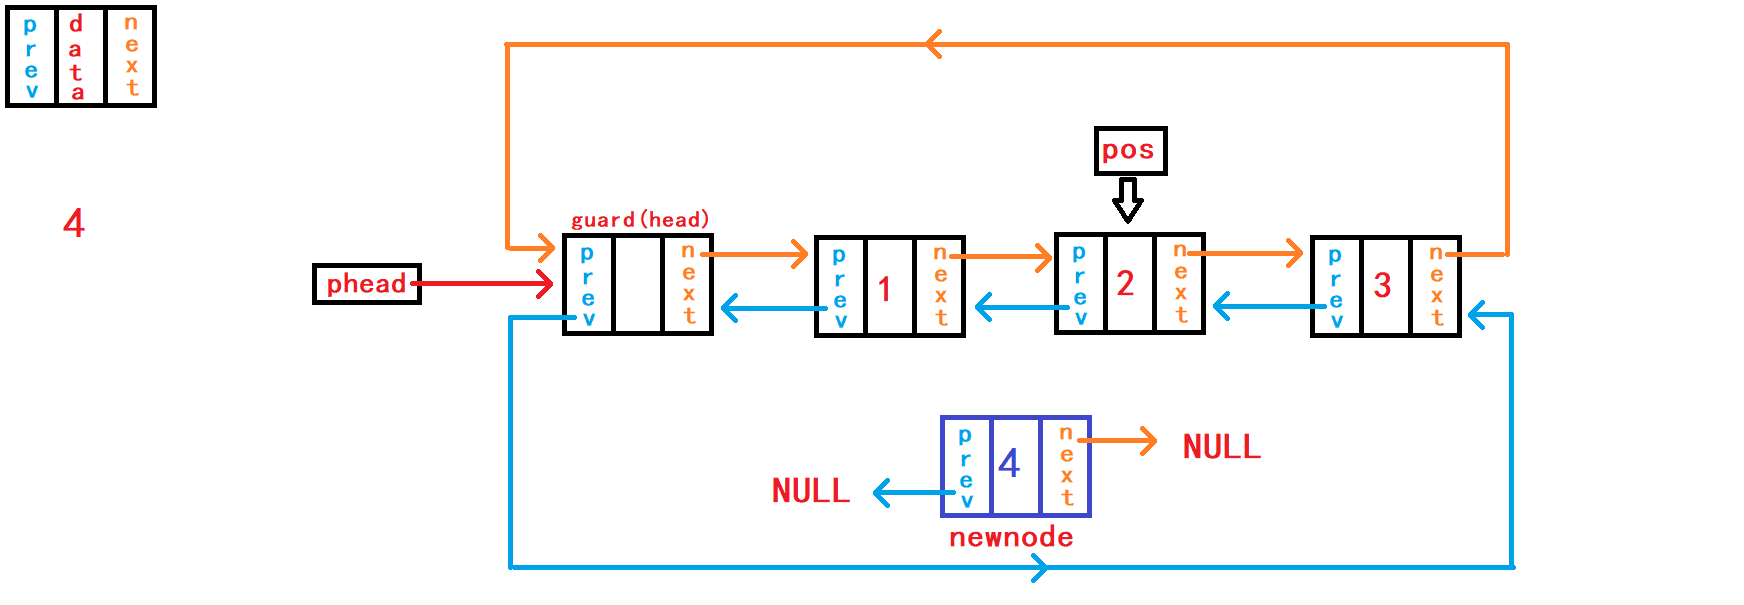 prev data next
4
pos
guard(head)
phead
prev next
prev 1 next
prev 2 next
prev 3 next
prev 4 next
NULL
NULL
newnode